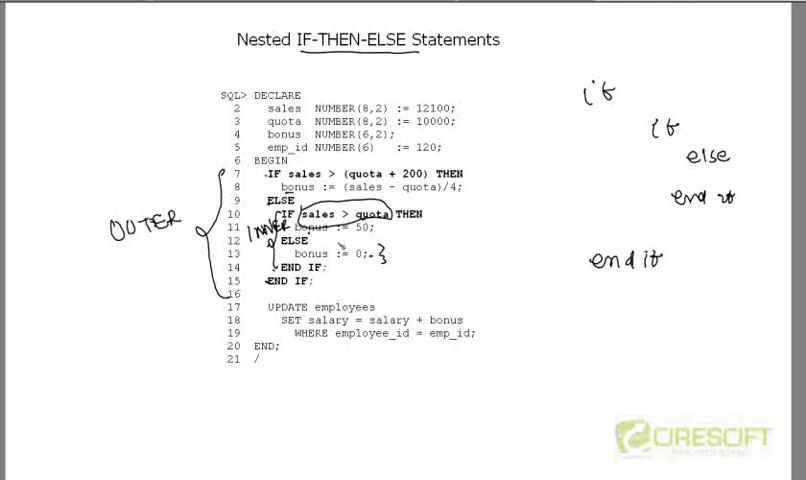 Nested IF-THEN-ELSE Statements
SQL> DECLARE
2 sales NUMBER(8,2) := 12100;
3 quota NUMBER(8,2) := 10000;
4 bonus NUMBER(6,2);
5 emp_id NUMBER(6) := 120;
6 BEGIN
7 IF sales > (quota + 200) THEN
8 bonus := (sales - quota)/4;
9 ELSE
10 IF sales > quota THEN
11 bonus := 50;
12 ELSE
13 bonus := 0;
14 END IF;
15 END IF;
16
17 UPDATE employees
18 SET salary = salary + bonus
19 WHERE employee_id = emp_id;
20 END;
21 /
OUTER
INNER
if
if
else
end if
end if
CIRESCIFT